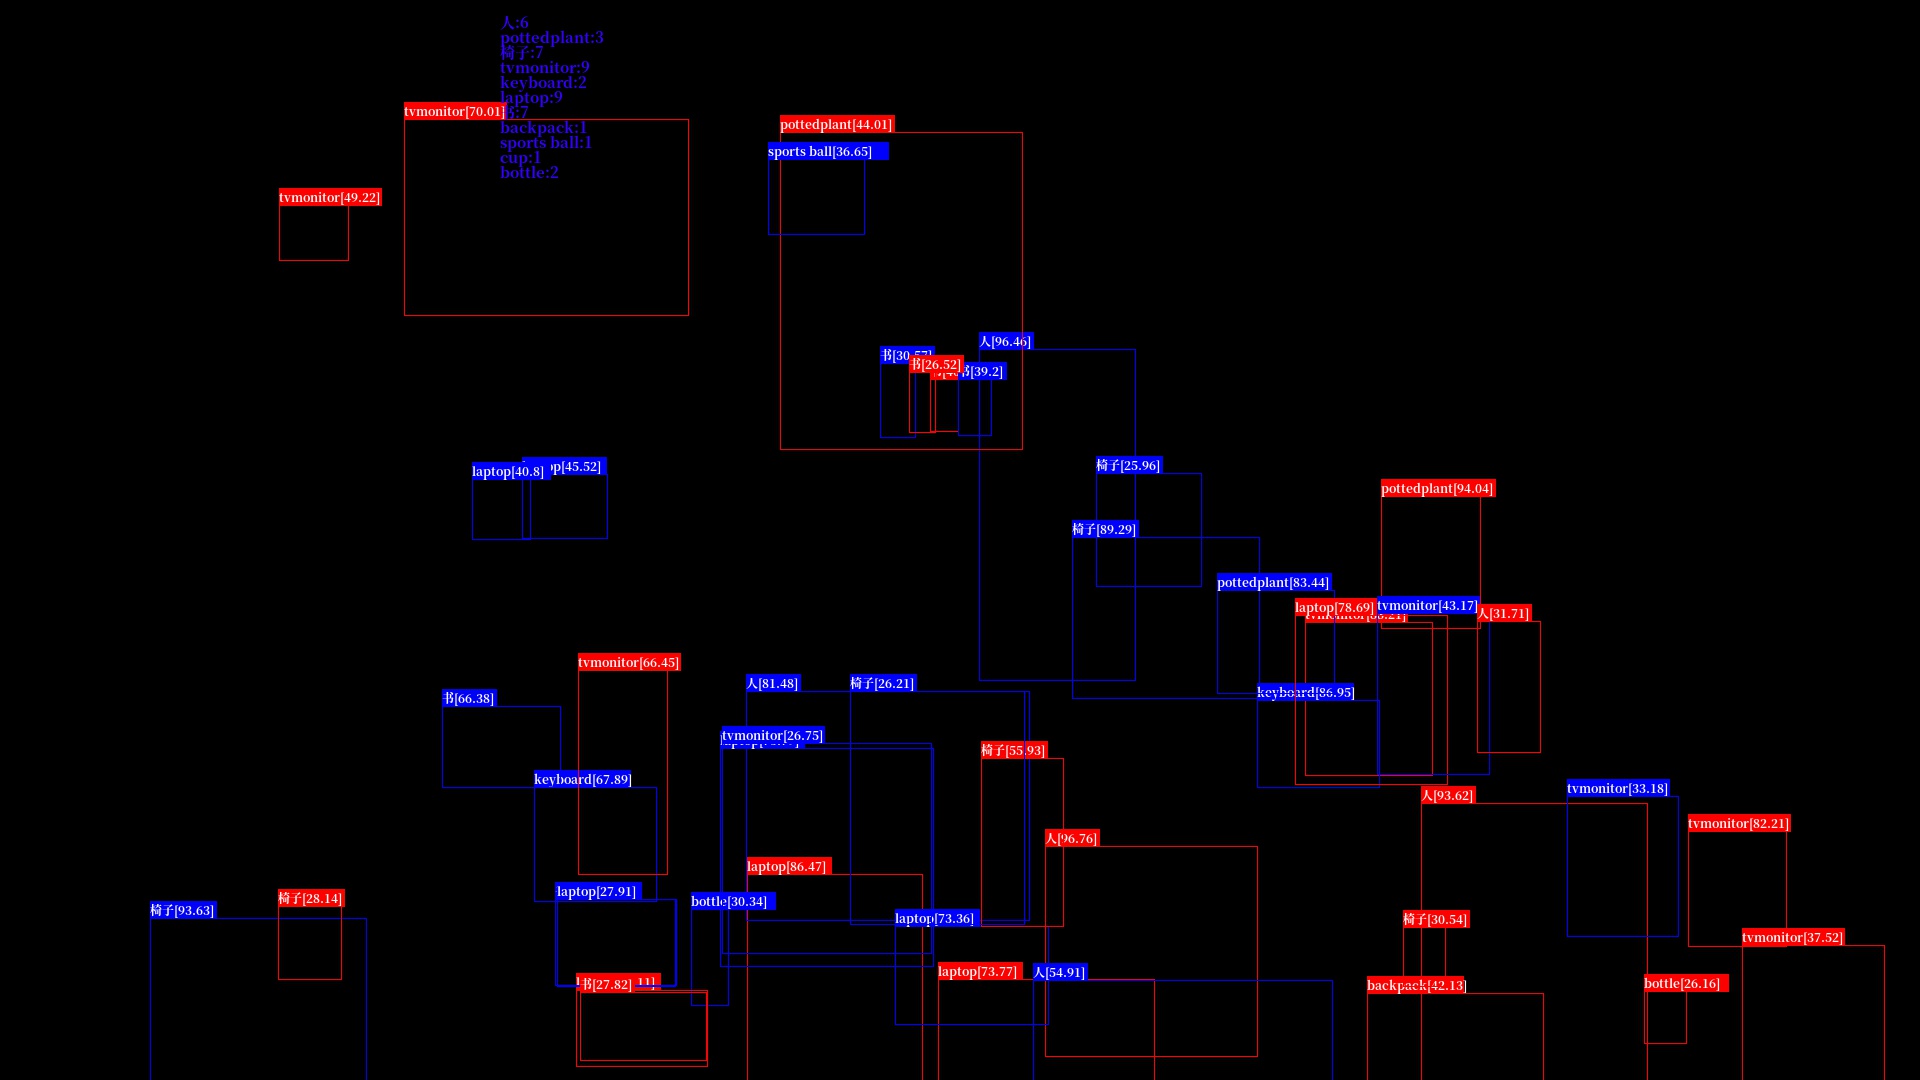 人:6
pottedplant:3
椅子:7
tvmonitor:9
keyboard:2
laptop:9
书:7
backpack:1
sports ball:1
cup:1
bottle:2
tvmonitor[70.01]
pottedplant[44.01]
sports ball[36.65]
tvmonitor[49.22]
人[96.46]
书[30.57]
书[26.52]
书[39.2]
laptop[40.8]
op[45.52]
椅子[25.96]
pottedplant[94.04]
椅子[89.29]
pottedplant[83.44]
laptop[78.69]
tvmonitor[43.17]
人[31.71]
tvmonitor[66.45]
人[81.48]
椅子[26.21]
keyboard[86.95]
书[66.38]
tvmonitor[26.75]
椅子[55.93]
keyboard[67.89]
tvmonitor[33.18]
人[93.62]
tvmonitor[82.21]
人[96.76]
laptop[86.47]
laptop[27.91]
椅子[28.14]
bottle[30.34]
椅子[93.63]
laptop[73.36]
椅子[30.54]
tvmonitor[37.52]
laptop[73.77]
人[54.91]
书[27.82]
11]
backpack[42.13]
bottle[26.16]